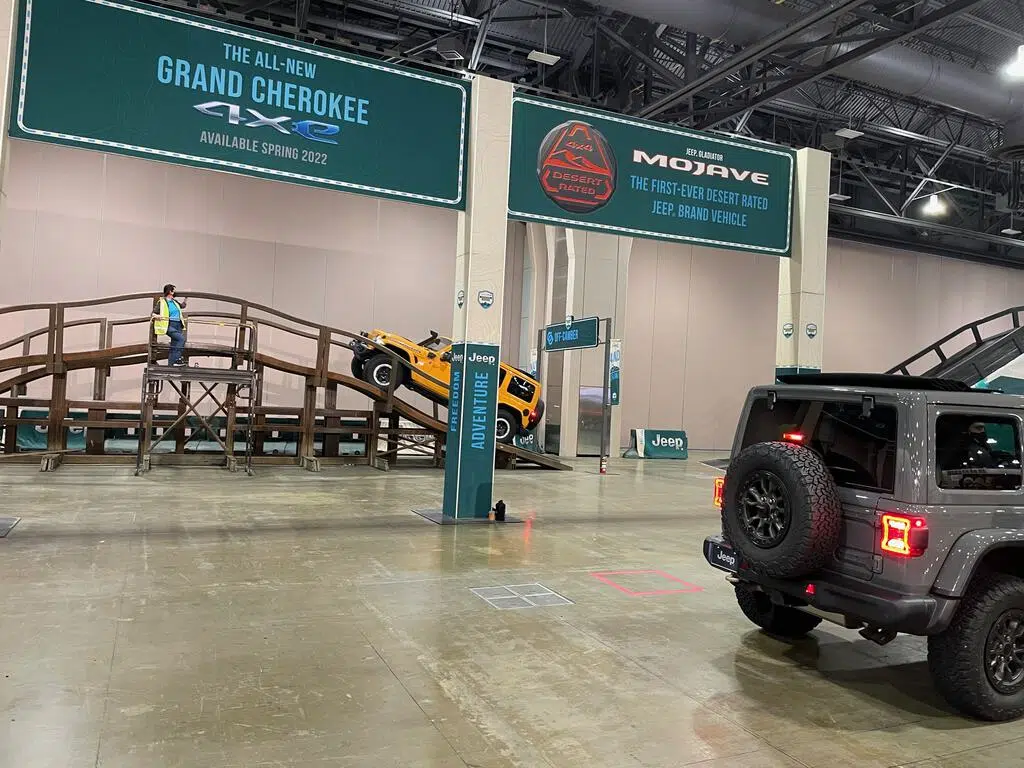 THE ALL-NEW
GRAND CHEROKEE
4xe
AVAILABLE SPRING 2022
4x4
DESERT
RATED
JEEP® GLADIATOR
MOJAVE
THE FIRST-EVER DESERT RATED
JEEP® BRAND VEHICLE
OFF-CAMBER
Jeep
Jeep
FREEDOM
ADVENTURE
Jeep
Jeep